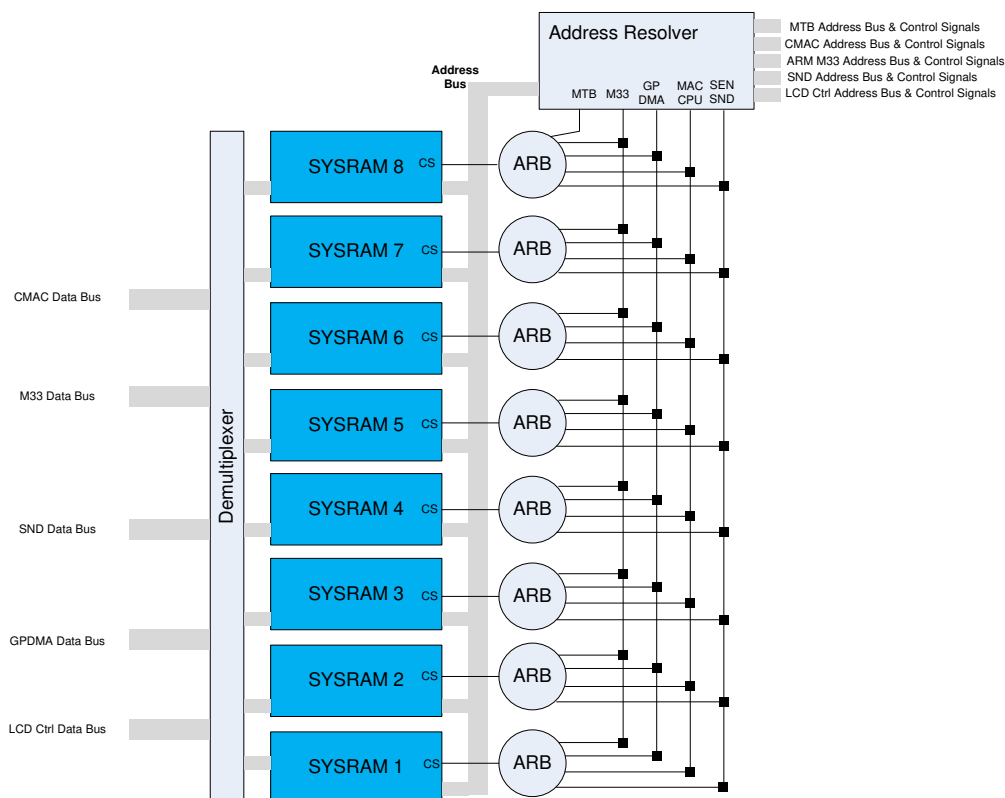 Address Resolver
MTB Address Bus & Control Signals
CMAC Address Bus & Control Signals
ARM M33 Address Bus & Control Signals
SND Address Bus & Control Signals
LCD Ctrl Address Bus & Control Signals
Address
Bus
MTB M33 GP DMA MAC CPU SEN SND
SYSRAM 8 CS ARB
SYSRAM 7 CS ARB
CMAC Data Bus
SYSRAM 6 CS ARB
M33 Data Bus
SYSRAM 5 CS ARB
Demultiplexer
SYSRAM 4 CS ARB
SND Data Bus
SYSRAM 3 CS ARB
GPDMA Data Bus
SYSRAM 2 CS ARB
LCD Ctrl Data Bus
SYSRAM 1 CS ARB